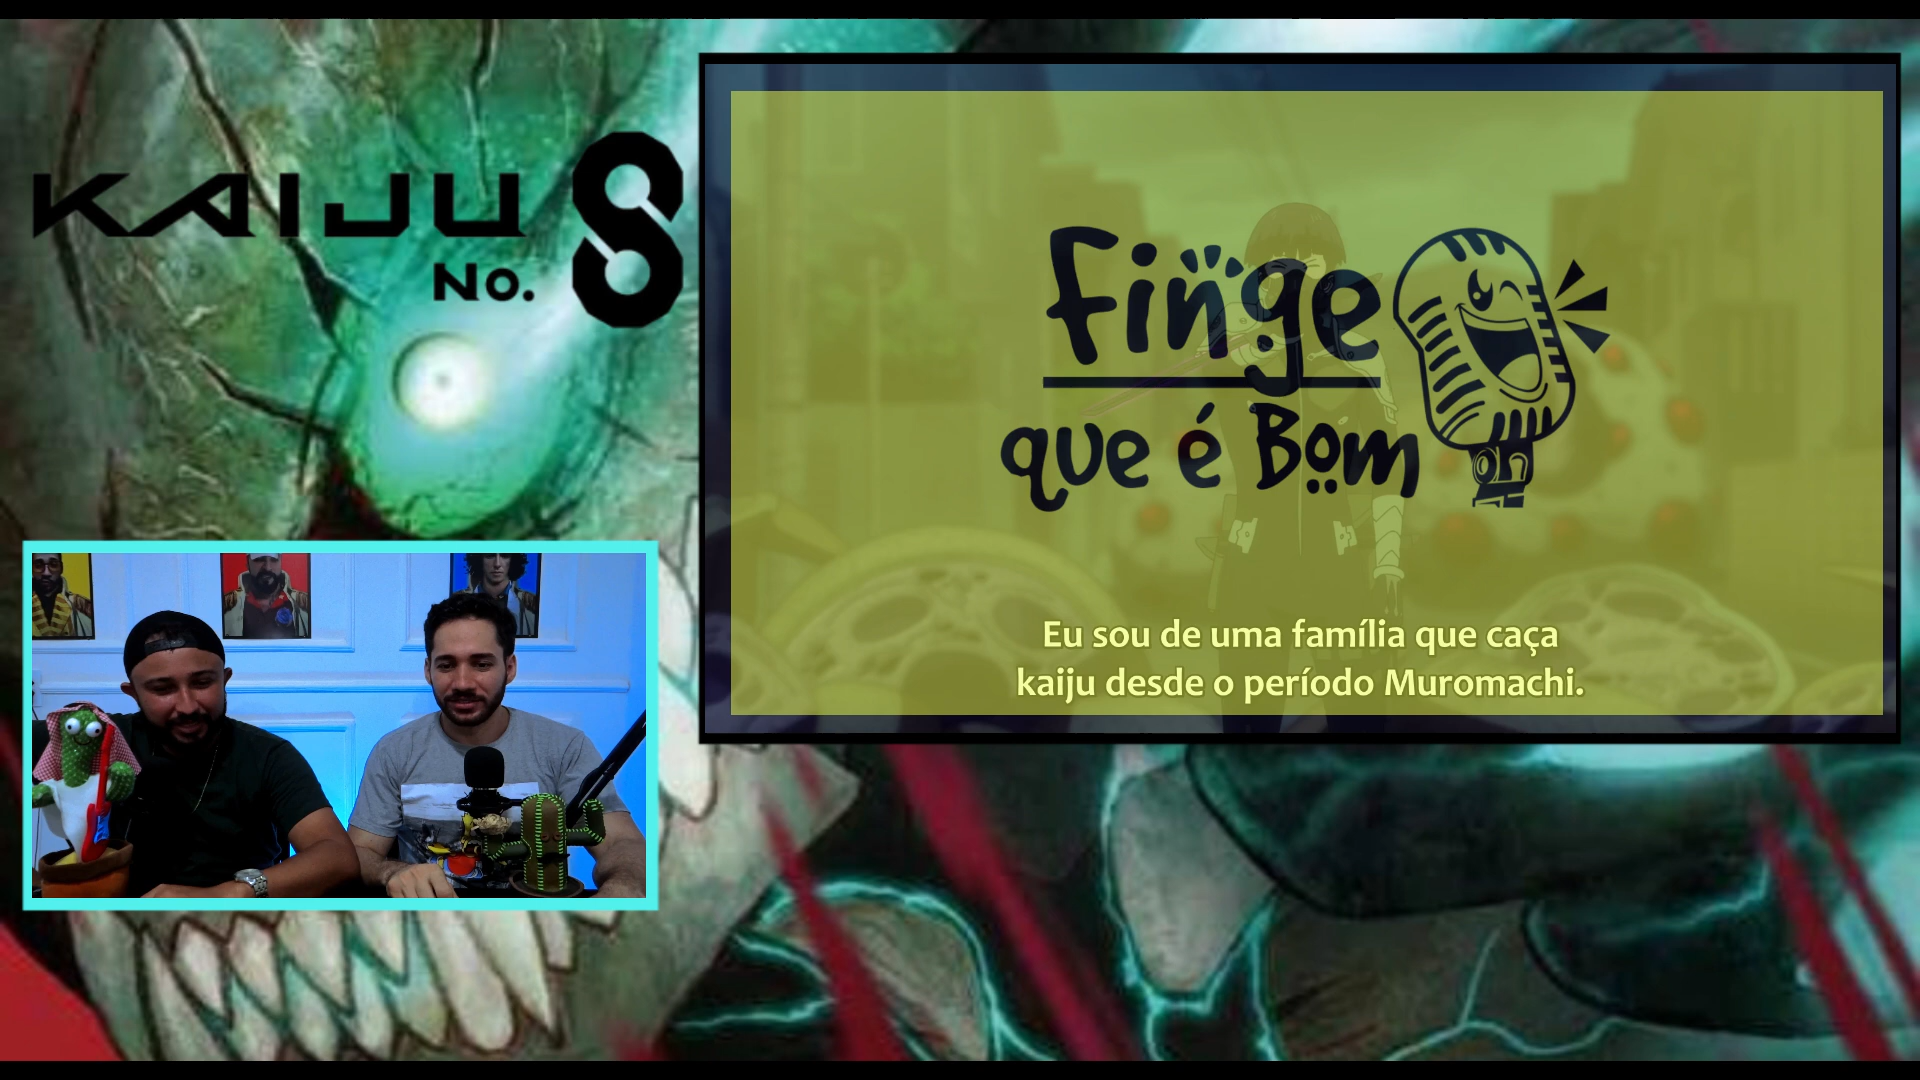 KAIJU
No. 8
Finge
que é Bom
Eu sou de uma família que caça
kaiju desde o período Muromachi.